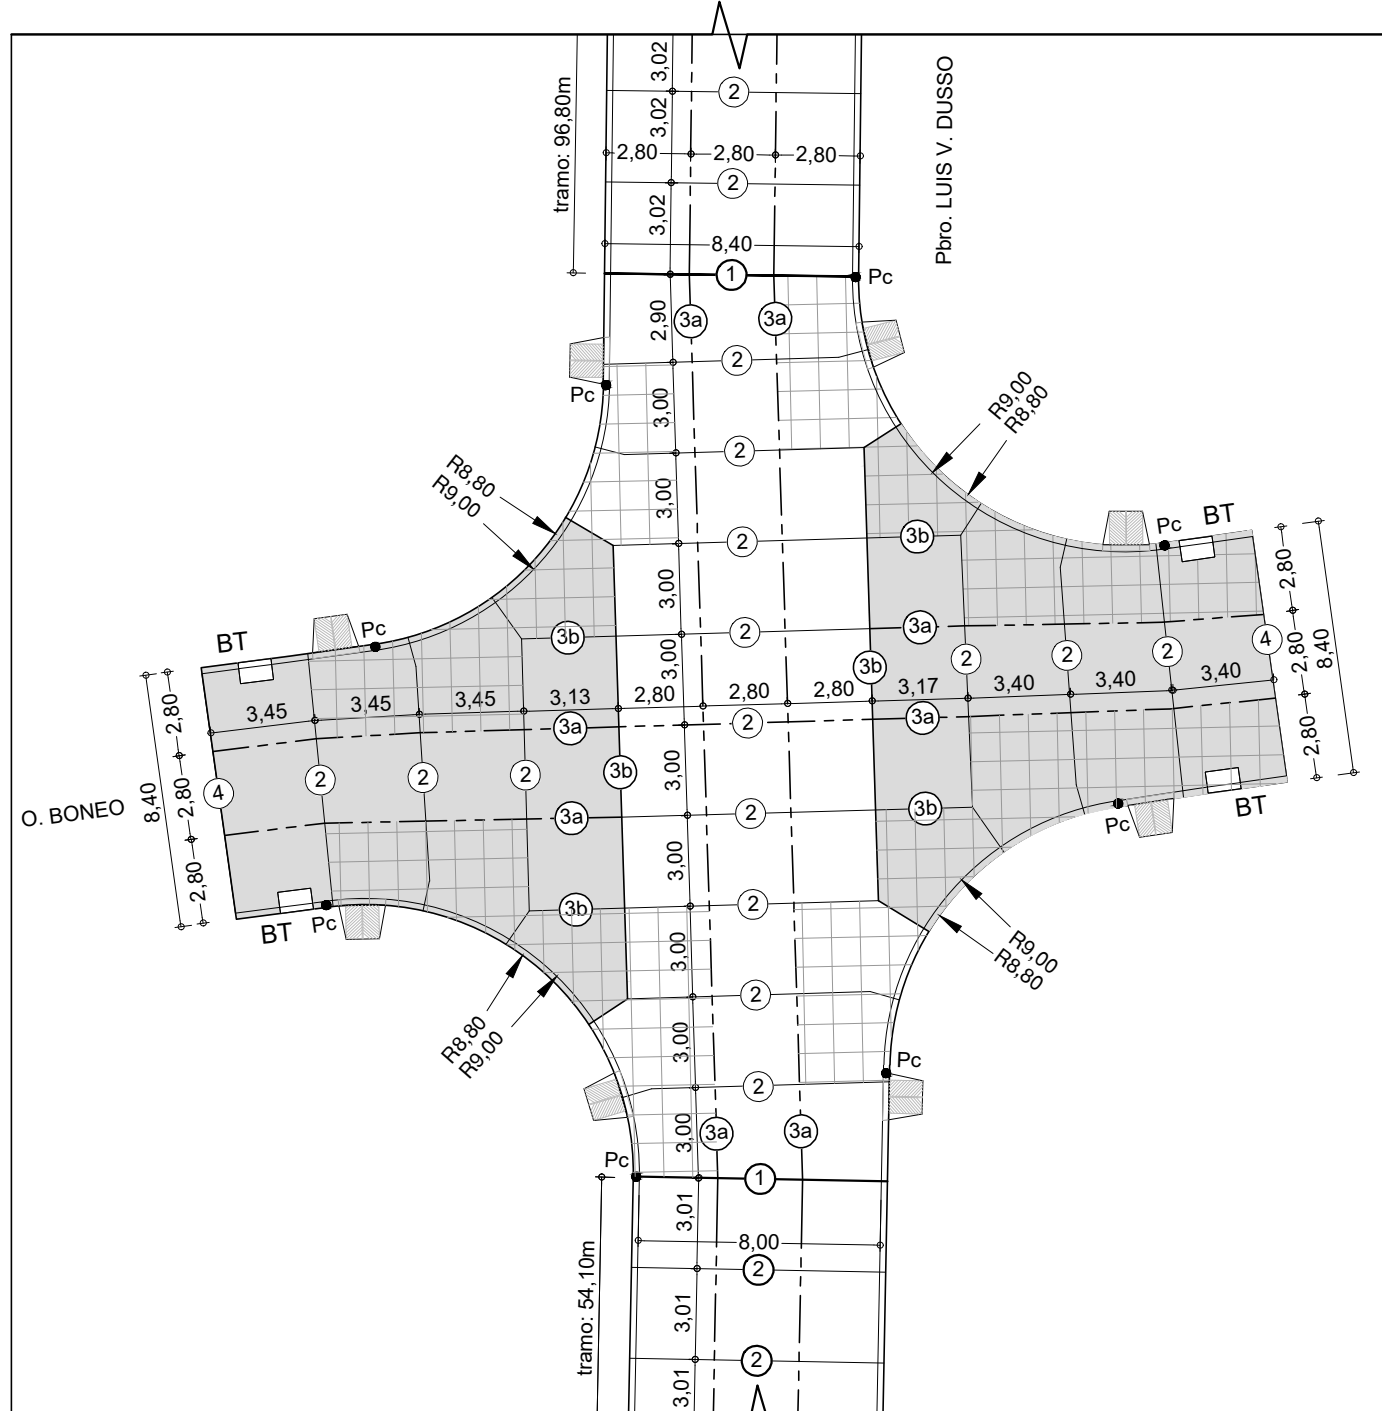 3,02
2
Pbro. LUIS V. DUSSO
tramo: 96,80m
3,02
2,80 2,80 2,80
2
3,02
8,40
1 Pc
2,90 3a 3a
2
Pc
3,00
R9,00
R8,80
2
R8,80
R9,00
3,00
BT
Pc
3b
2
2,80
8,40
2,80
2,80
3,00
3a
2
3b
Pc
BT
4
3,00
3b
2 2 2
3,45 3,45 3,45 3,13 2,80 2,80 2,80 3,17 3,40 3,40 3,40
3a 2 3a
2,80
2,80
2,80
8,40
O. BONEO
4 2 2 2 3b
3,00
3a 2 3b
Pc
BT
3,00
BT Pc
3b 2
3,00
R9,00
R8,80
2
R8,80
R9,00
3,00
Pc
2
3,00
3a 3a
Pc
1
3,01
8,00
2
tramo: 54,10m
3,01
2
3,01